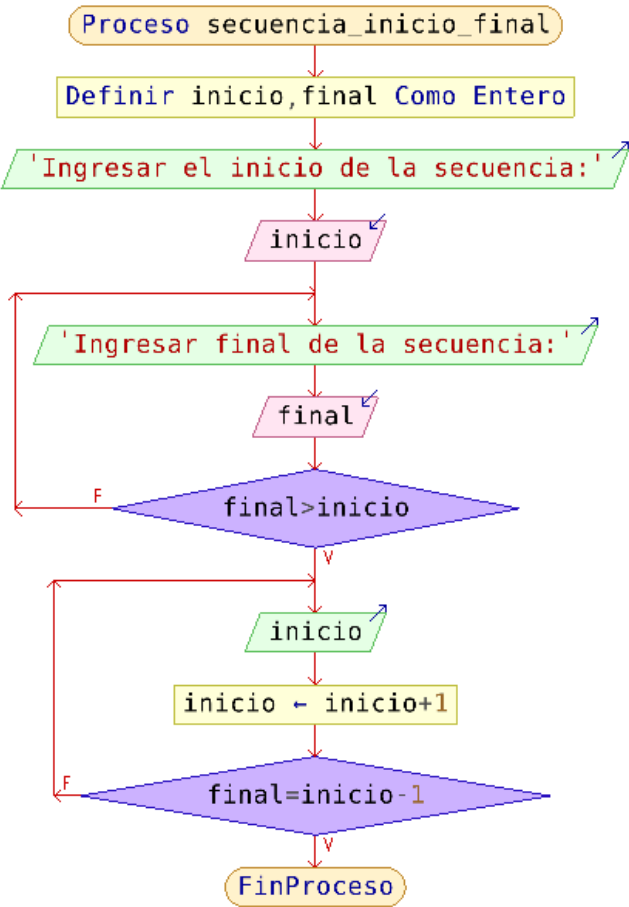 Proceso secuencia_inicio_final
Definir inicio,final Como Entero
'Ingresar el inicio de la secuencia:'
inicio
'Ingresar final de la secuencia:'
final
final>inicio
F
V
inicio
inicio ← inicio+1
final=inicio-1
F
V
FinProceso